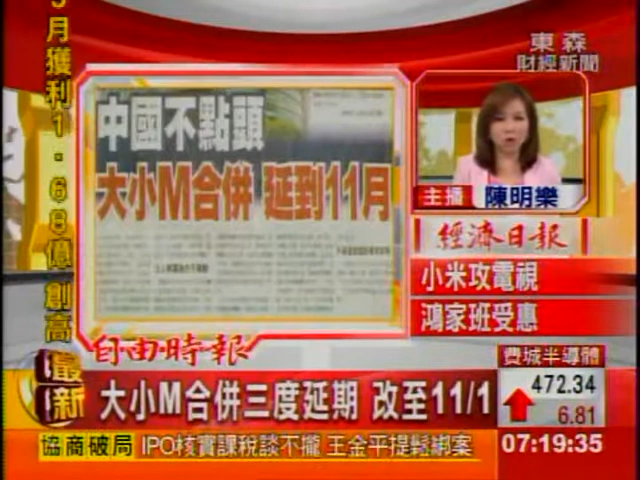 月獲利1.68億創高
東森
財經新聞
中國不點頭
大小M合併 延到11月
主播 陳明樂
經濟日報
小米攻電視
鴻家班受惠
自由時報
最新
大小M合併三度延期 改至11/1
費城半導體
472.34
6.81
協商破局 IPO核實課稅談不攏 王金平提鬆綁案
07:19:35